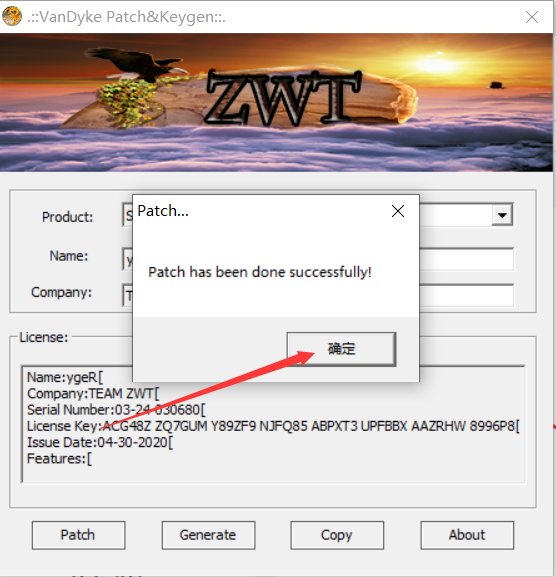 .::VanDyke Patch&Keygen::.
ZWT
Patch...
Product:
Patch has been done successfully!
Name:
Company:
确定
License:
Name:ygeR[
Company:TEAM ZWT[
Serial Number:03-24-030680[
License Key:ACG48Z ZQ7GUM Y89ZF9 NJFQ85 ABPXT3 UPFBBX AAZRHW 8996P8[
Issue Date:04-30-2020[
Features:[
Patch
Generate
Copy
About